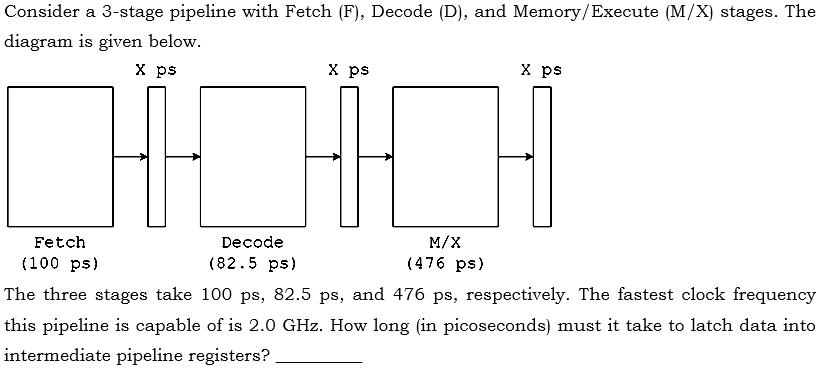 Consider a 3-stage pipeline with Fetch (F), Decode (D), and Memory/Execute (M/X) stages. The
diagram is given below.
X ps X ps X ps
Fetch Decode M/X
(100 ps) (82.5 ps) (476 ps)
The three stages take 100 ps, 82.5 ps, and 476 ps, respectively. The fastest clock frequency
this pipeline is capable of is 2.0 GHz. How long (in picoseconds) must it take to latch data into
intermediate pipeline registers? __________